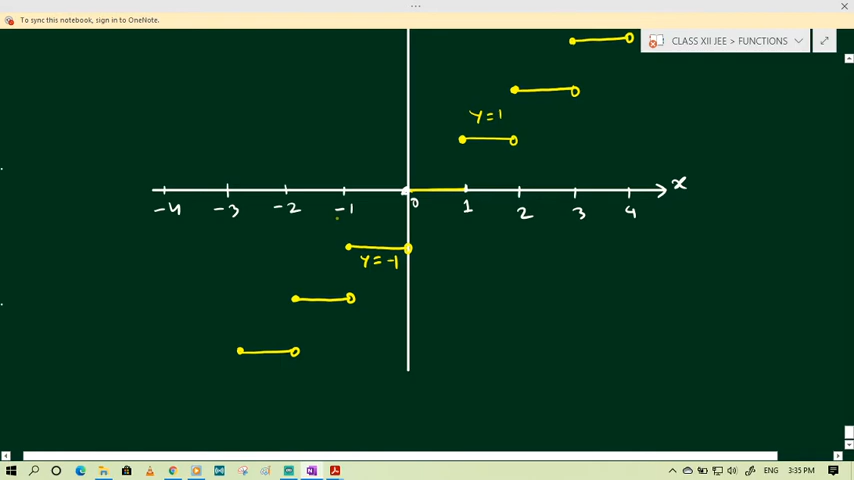 To sync this notebook, sign in to OneNote.
CLASS XII JEE > FUNCTIONS
y = 1
x
-4 -3 -2 -1 0 1 2 3 4
y = -1
ENG 3:35 PM